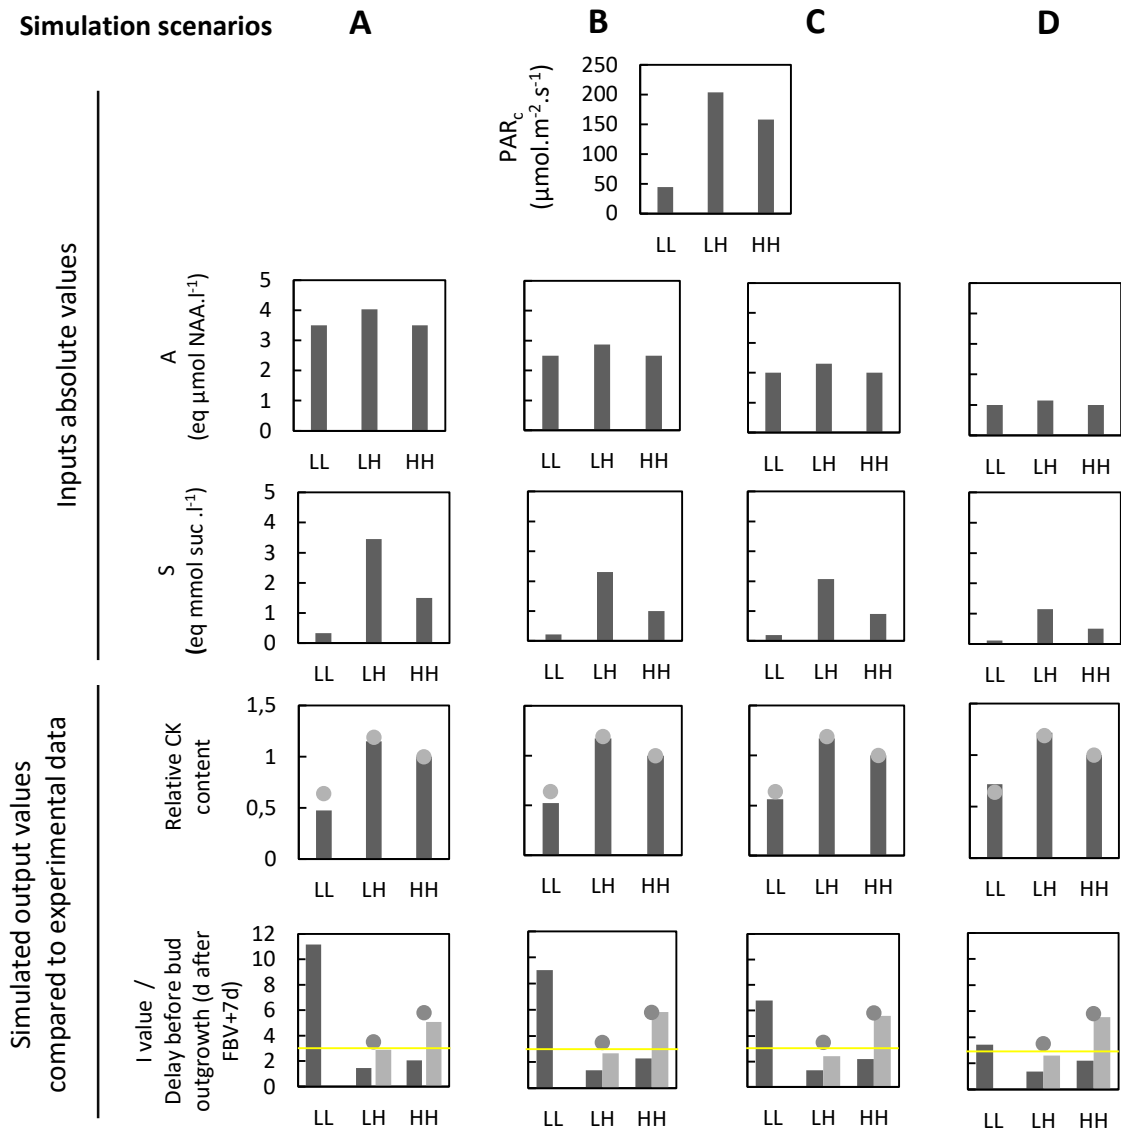 Simulation scenarios A B C D
Inputs absolute values
PARc
(µmol.m-2.s-1)
250
200
150
100
50
0
LL LH HH
A
(eq µmol NAA.l-1)
5
4
3
2
1
0
LL LH HH
LL LH HH
LL LH HH
LL LH HH
S
(eq mmol suc .l-1)
5
4
3
2
1
0
LL LH HH
LL LH HH
LL LH HH
LL LH HH
Simulated output values
compared to experimental data
Relative CK
content
1,5
1
0,5
0
LL LH HH
LL LH HH
LL LH HH
LL LH HH
I value /
Delay before bud
outgrowth (d after
FBV+7d)
12
10
8
6
4
2
0
LL LH HH
LL LH HH
LL LH HH
LL LH HH